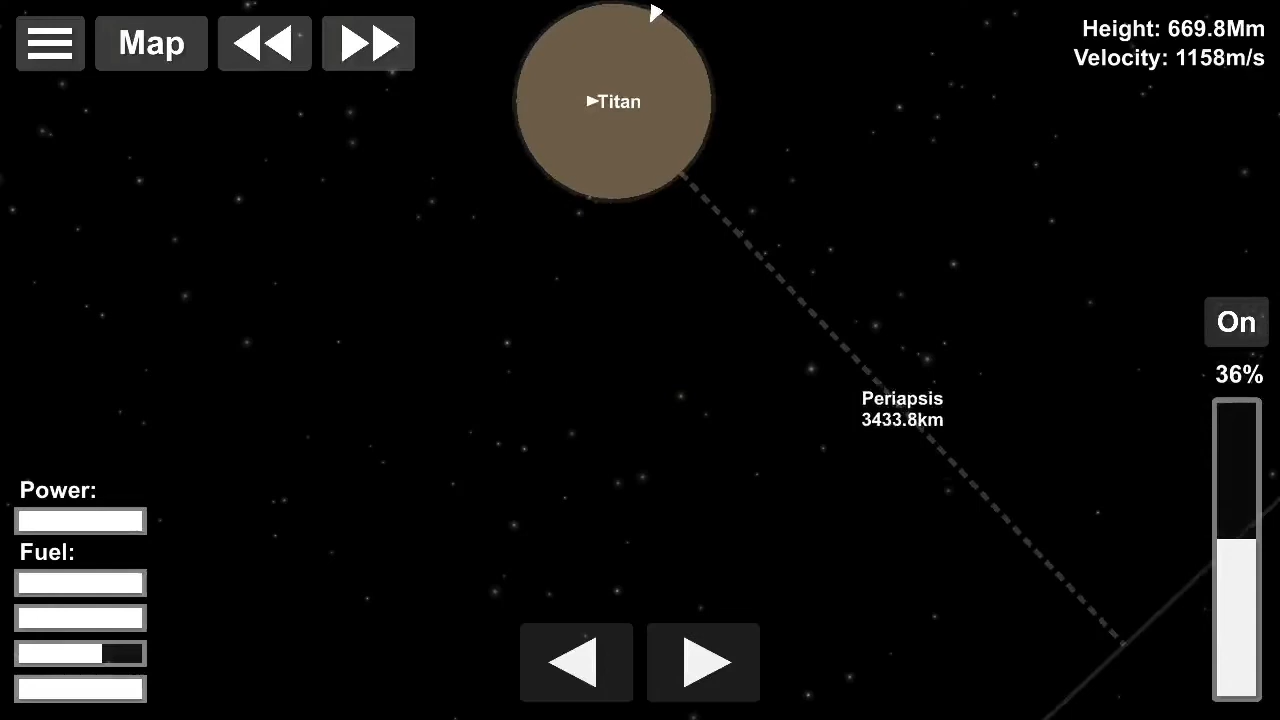 Map
Height: 669.8Mm
Velocity: 1158m/s
Titan
On
36%
Periapsis
3433.8km
Power:
Fuel: